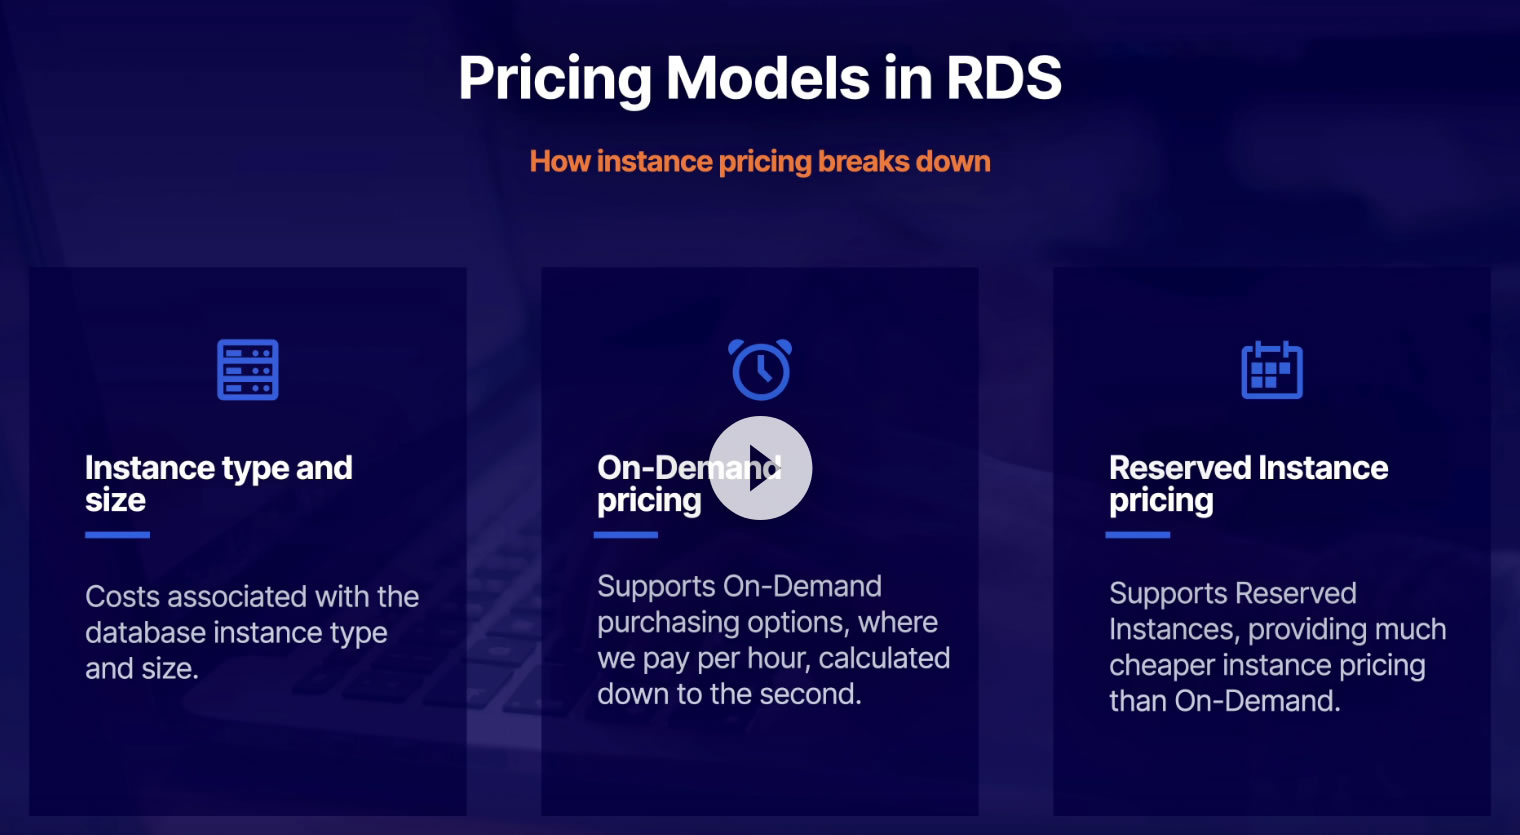 Pricing Models in RDS
How instance pricing breaks down
Instance type and
size
Costs associated with the
database instance type
and size.
On-Demand
pricing
Supports On-Demand
purchasing options, where
we pay per hour, calculated
down to the second.
Reserved Instance
pricing
Supports Reserved
Instances, providing much
cheaper instance pricing
than On-Demand.